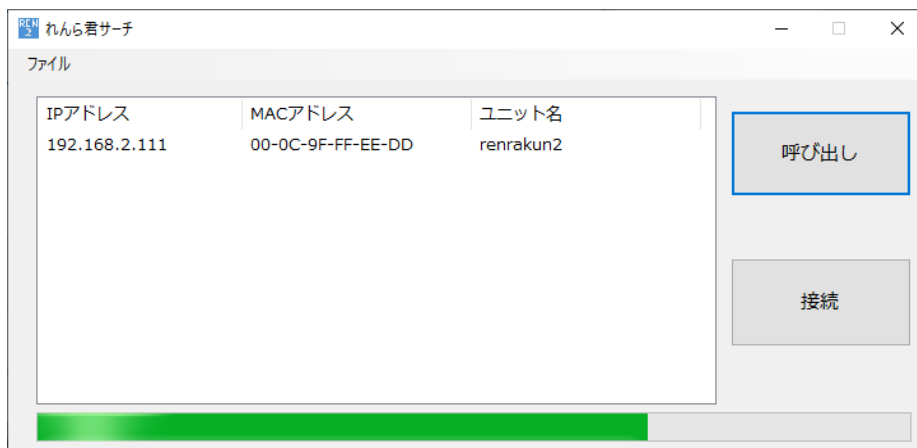 REN
2
れんら君サーチ
ファイル
IPアドレス MACアドレス ユニット名
192.168.2.111 00-0C-9F-FF-EE-DD renrakun2
呼び出し
接続